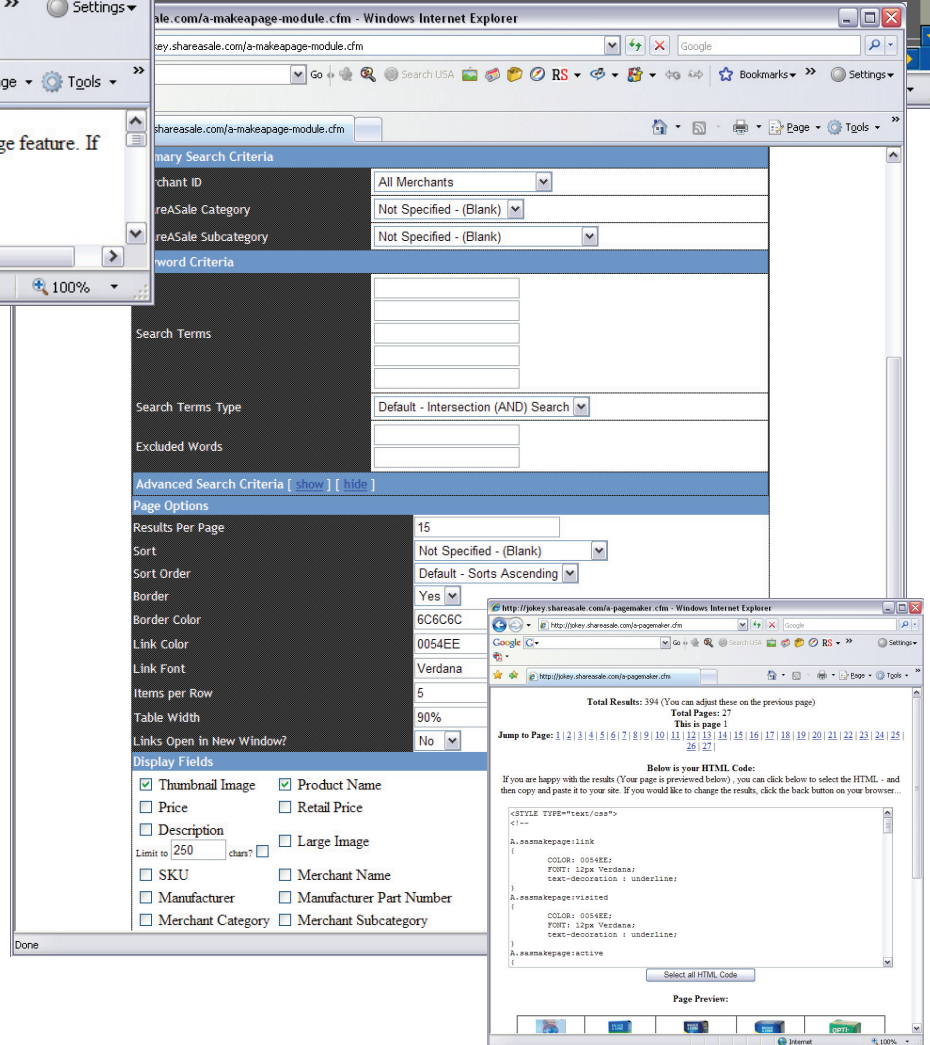 » Settings▾
ge ▾ Tools ▾ »
ge feature. If
100% ▾
ale.com/a-makeapage-module.cfm - Windows Internet Explorer
key.shareasale.com/a-makeapage-module.cfm Google
Go Search USA RS ▾ Bookmarks▾ » Settings▾
shareasale.com/a-makeapage-module.cfm Page ▾ Tools ▾ »
mary Search Criteria
rchant ID All Merchants
reASale Category Not Specified - (Blank)
reASale Subcategory Not Specified - (Blank)
yword Criteria
Search Terms
Search Terms Type Default - Intersection (AND) Search
Excluded Words
Advanced Search Criteria [ show ] [ hide ]
Page Options
Results Per Page 15
Sort Not Specified - (Blank)
Sort Order Default - Sorts Ascending
Border Yes
Border Color 6C6C6C
Link Color 0054EE
Link Font Verdana
Items per Row 5
Table Width 90%
Links Open in New Window? No
Display Fields
Thumbnail Image Product Name
Price Retail Price
Description
Limit to 250 chars? Large Image
SKU Merchant Name
Manufacturer Manufacturer Part Number
Merchant Category Merchant Subcategory
Done
http://jokey.shareasale.com/a-pagemaker.cfm - Windows Internet Explorer
http://jokey.shareasale.com/a-pagemaker.cfm Google
Google G▾ Go Search USA RS ▾ » Settings▾
http://jokey.shareasale.com/a-pagemaker.cfm Page ▾ Tools ▾ »
Total Results: 394 (You can adjust these on the previous page)
Total Pages: 27
This is page 1
Jump to Page: 1 | 2 | 3 | 4 | 5 | 6 | 7 | 8 | 9 | 10 | 11 | 12 | 13 | 14 | 15 | 16 | 17 | 18 | 19 | 20 | 21 | 22 | 23 | 24 | 25 |
26 | 27 |
Below is your HTML Code:
If you are happy with the results (Your page is previewed below) , you can click below to select the HTML - and
then copy and paste it to your site. If you would like to change the results, click the back button on your browser...
<STYLE TYPE="text/css">
<!--
A.sasmakepage:link
{
COLOR: 0054EE;
FONT: 12px Verdana;
text-decoration : underline;
}
A.sasmakepage:visited
{
COLOR: 0054EE;
FONT: 12px Verdana;
text-decoration : underline;
}
A.sasmakepage:active
{
Select all HTML Code
Page Preview:
OPTI-
Internet 100% ▾